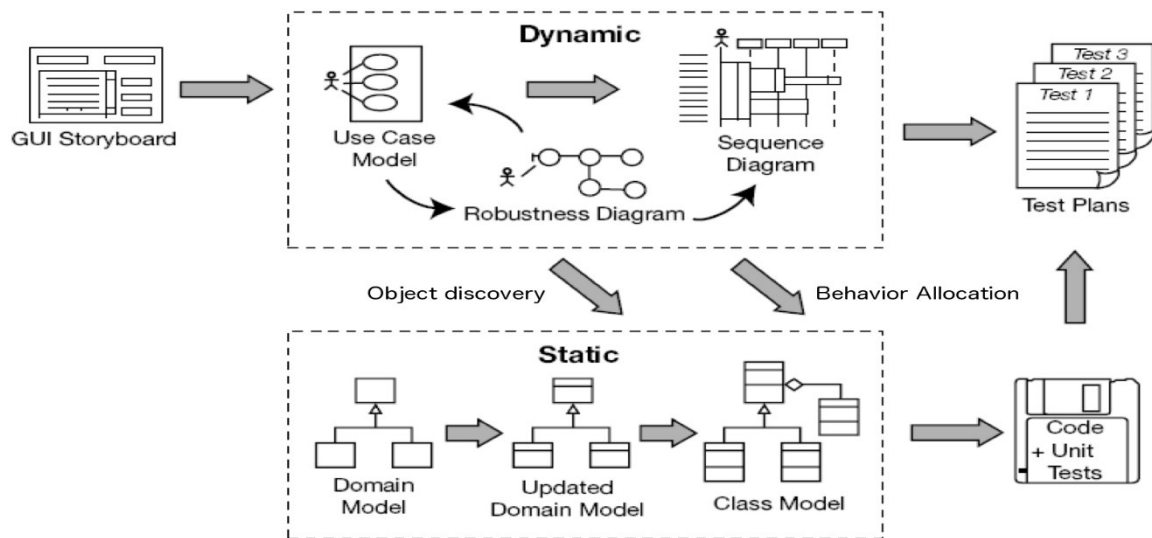 Dynamic
GUI Storyboard
Use Case
Model
Sequence
Diagram
Robustness Diagram
Test 3
Test 2
Test 1
Test Plans
Object discovery
Behavior Allocation
Static
Domain
Model
Updated
Domain Model
Class Model
Code
+ Unit
Tests